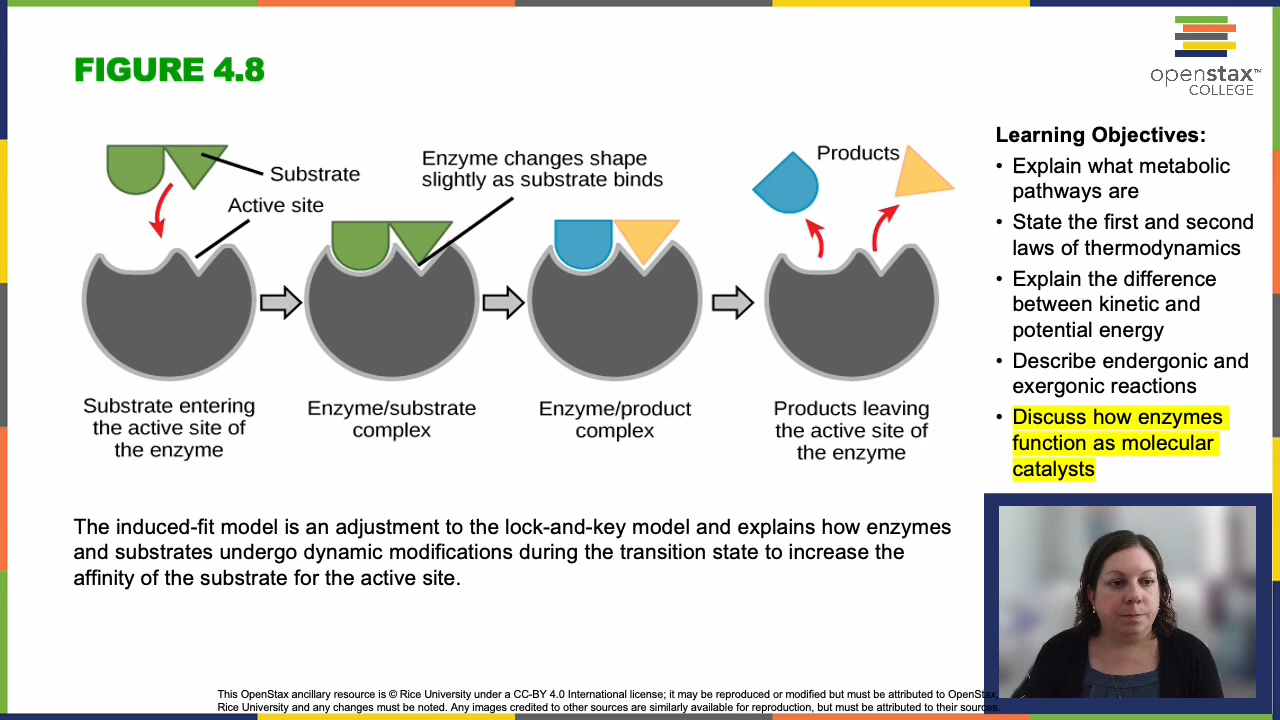 FIGURE 4.8
openstax™
COLLEGE
Substrate
Active site
Enzyme changes shape
slightly as substrate binds
Products
Substrate entering
the active site of
the enzyme
Enzyme/substrate
complex
Enzyme/product
complex
Products leaving
the active site of
the enzyme
The induced-fit model is an adjustment to the lock-and-key model and explains how enzymes
and substrates undergo dynamic modifications during the transition state to increase the
affinity of the substrate for the active site.
Learning Objectives:
• Explain what metabolic
pathways are
• State the first and second
laws of thermodynamics
• Explain the difference
between kinetic and
potential energy
• Describe endergonic and
exergonic reactions
• Discuss how enzymes
function as molecular
catalysts
This OpenStax ancillary resource is © Rice University under a CC-BY 4.0 International license; it may be reproduced or modified but must be attributed to OpenStax,
Rice University and any changes must be noted. Any images credited to other sources are similarly available for reproduction, but must be attributed to their sources.